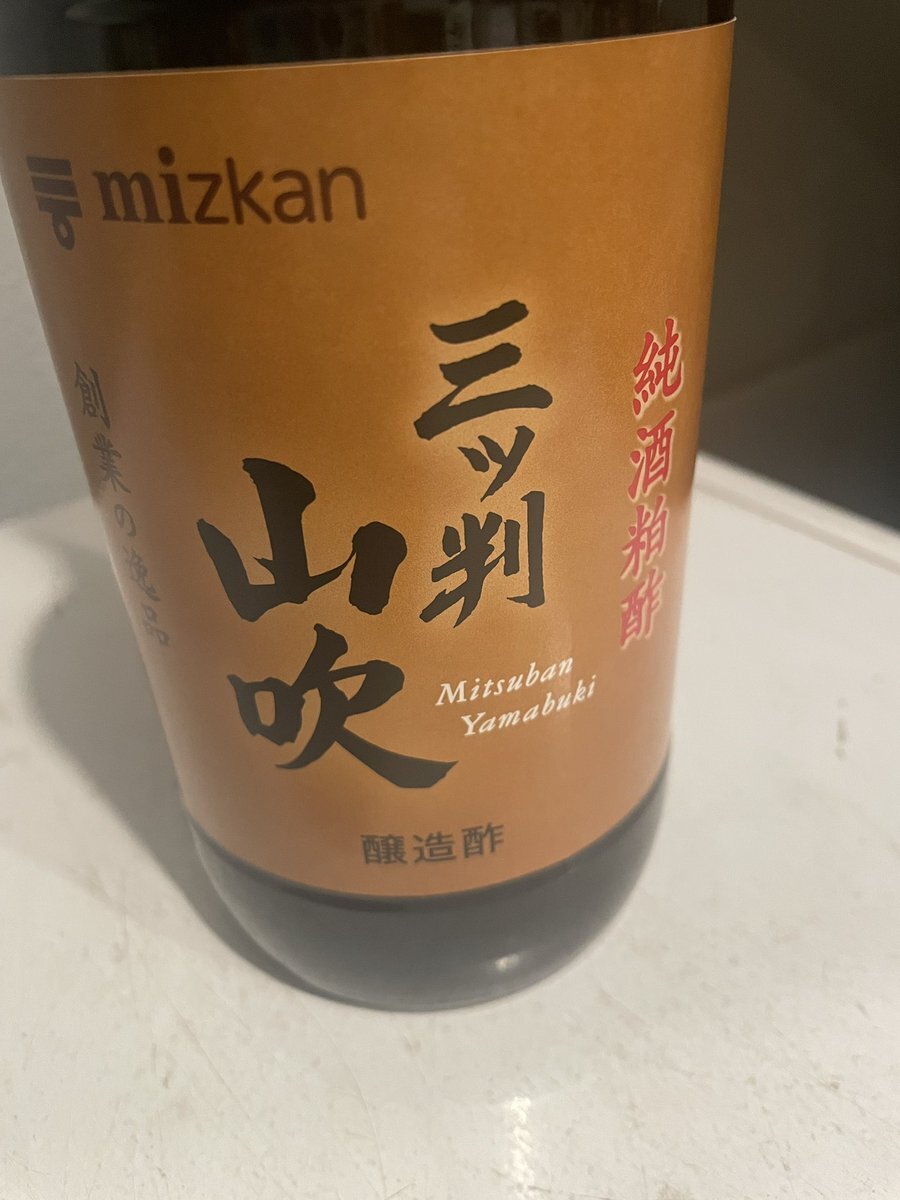 mizkan
純酒粕酢
三ッ判
山吹
Mitsuban
Yamabuki
創業の逸品
醸造酢